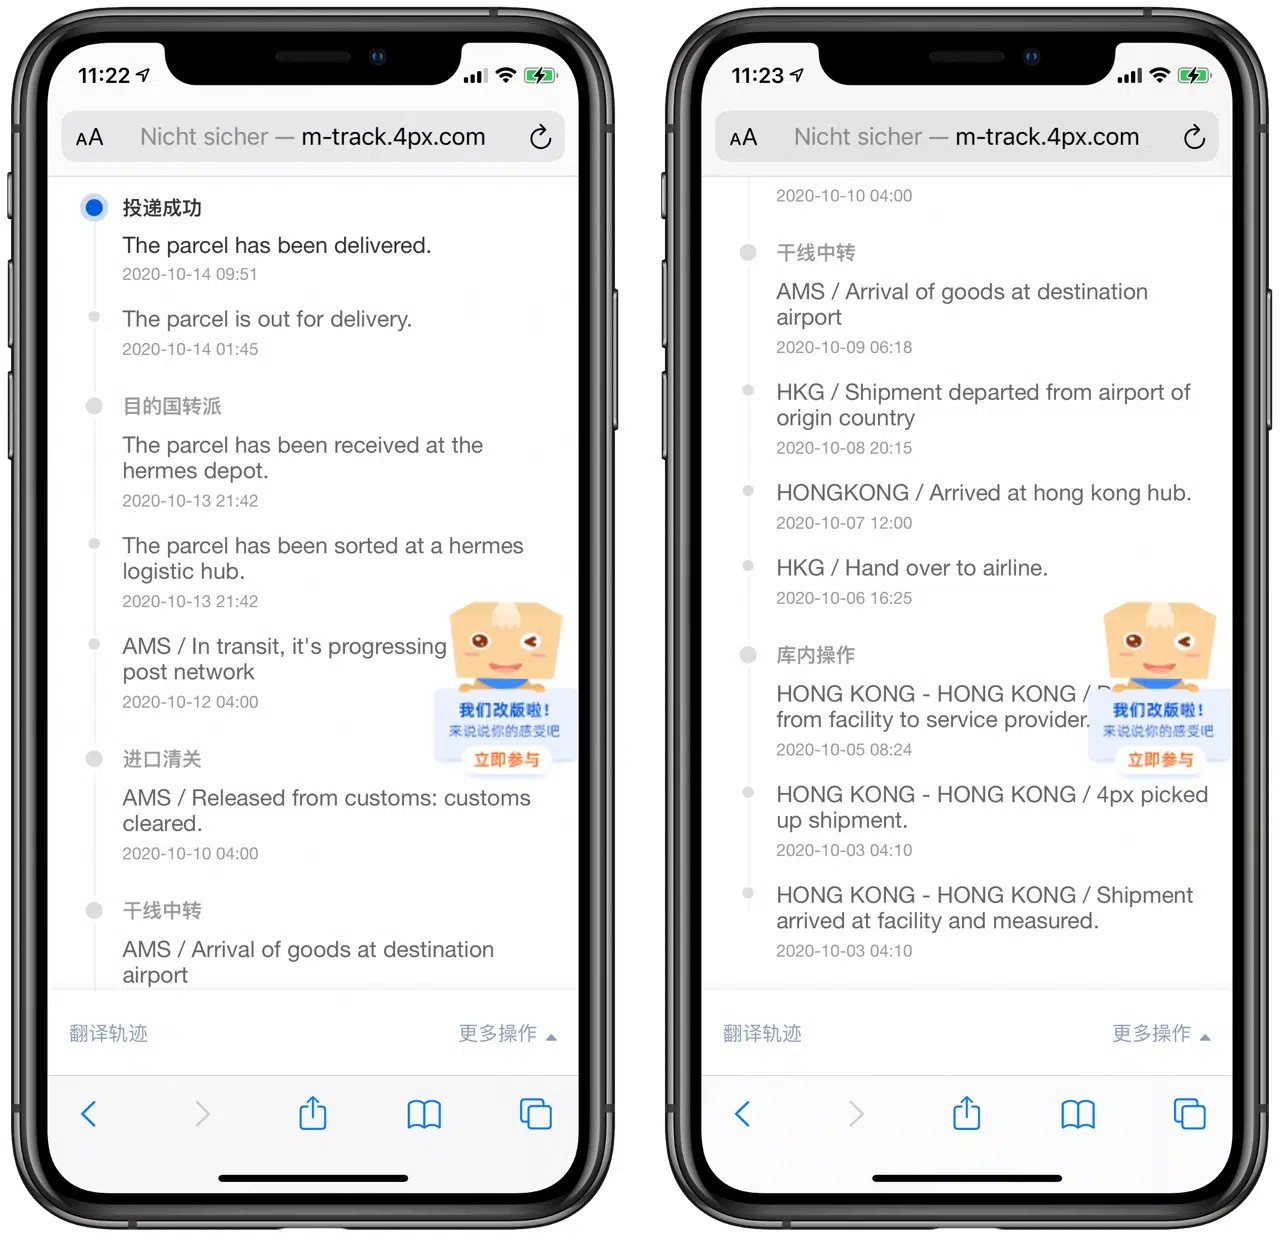 11:22
AA Nicht sicher — m-track.4px.com
投递成功
The parcel has been delivered.
2020-10-14 09:51
The parcel is out for delivery.
2020-10-14 01:45
目的国转派
The parcel has been received at the
hermes depot.
2020-10-13 21:42
The parcel has been sorted at a hermes
logistic hub.
2020-10-13 21:42
AMS / In transit, it's progressing
post network
2020-10-12 04:00
我们改版啦!
来说说你的感受吧
立即参与
进口清关
AMS / Released from customs: customs
cleared.
2020-10-10 04:00
干线中转
AMS / Arrival of goods at destination
airport
翻译轨迹 更多操作
11:23
AA Nicht sicher — m-track.4px.com
2020-10-10 04:00
干线中转
AMS / Arrival of goods at destination
airport
2020-10-09 06:18
HKG / Shipment departed from airport of
origin country
2020-10-08 20:15
HONGKONG / Arrived at hong kong hub.
2020-10-07 12:00
HKG / Hand over to airline.
2020-10-06 16:25
库内操作
HONG KONG - HONG KONG /
from facility to service provider.
2020-10-05 08:24
我们改版啦!
来说说你的感受吧
立即参与
HONG KONG - HONG KONG / 4px picked
up shipment.
2020-10-03 04:10
HONG KONG - HONG KONG / Shipment
arrived at facility and measured.
2020-10-03 04:10
翻译轨迹 更多操作